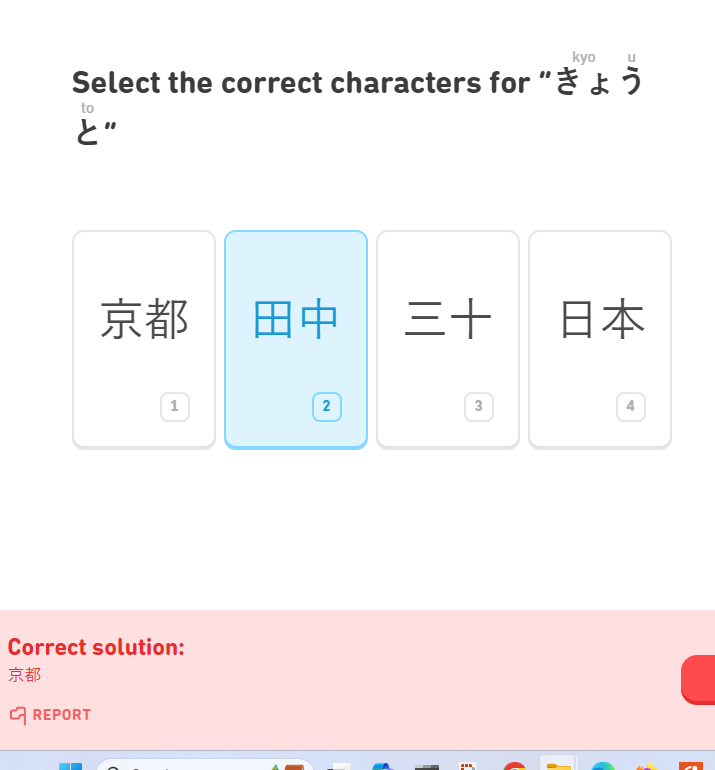 kyo u
Select the correct characters for “きょう
to
と”
京都
田中
三十
日本
1
2
3
4
Correct solution:
京都
REPORT